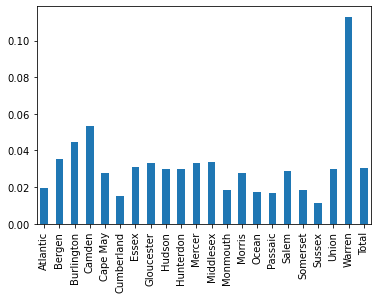 0.10
0.08
0.06
0.04
0.02
0.00
Atlantic
Bergen
Burlington
Camden
Cape May
Cumberland
Essex
Gloucester
Hudson
Hunterdon
Mercer
Middlesex
Monmouth
Morris
Ocean
Passaic
Salem
Somerset
Sussex
Union
Warren
Total